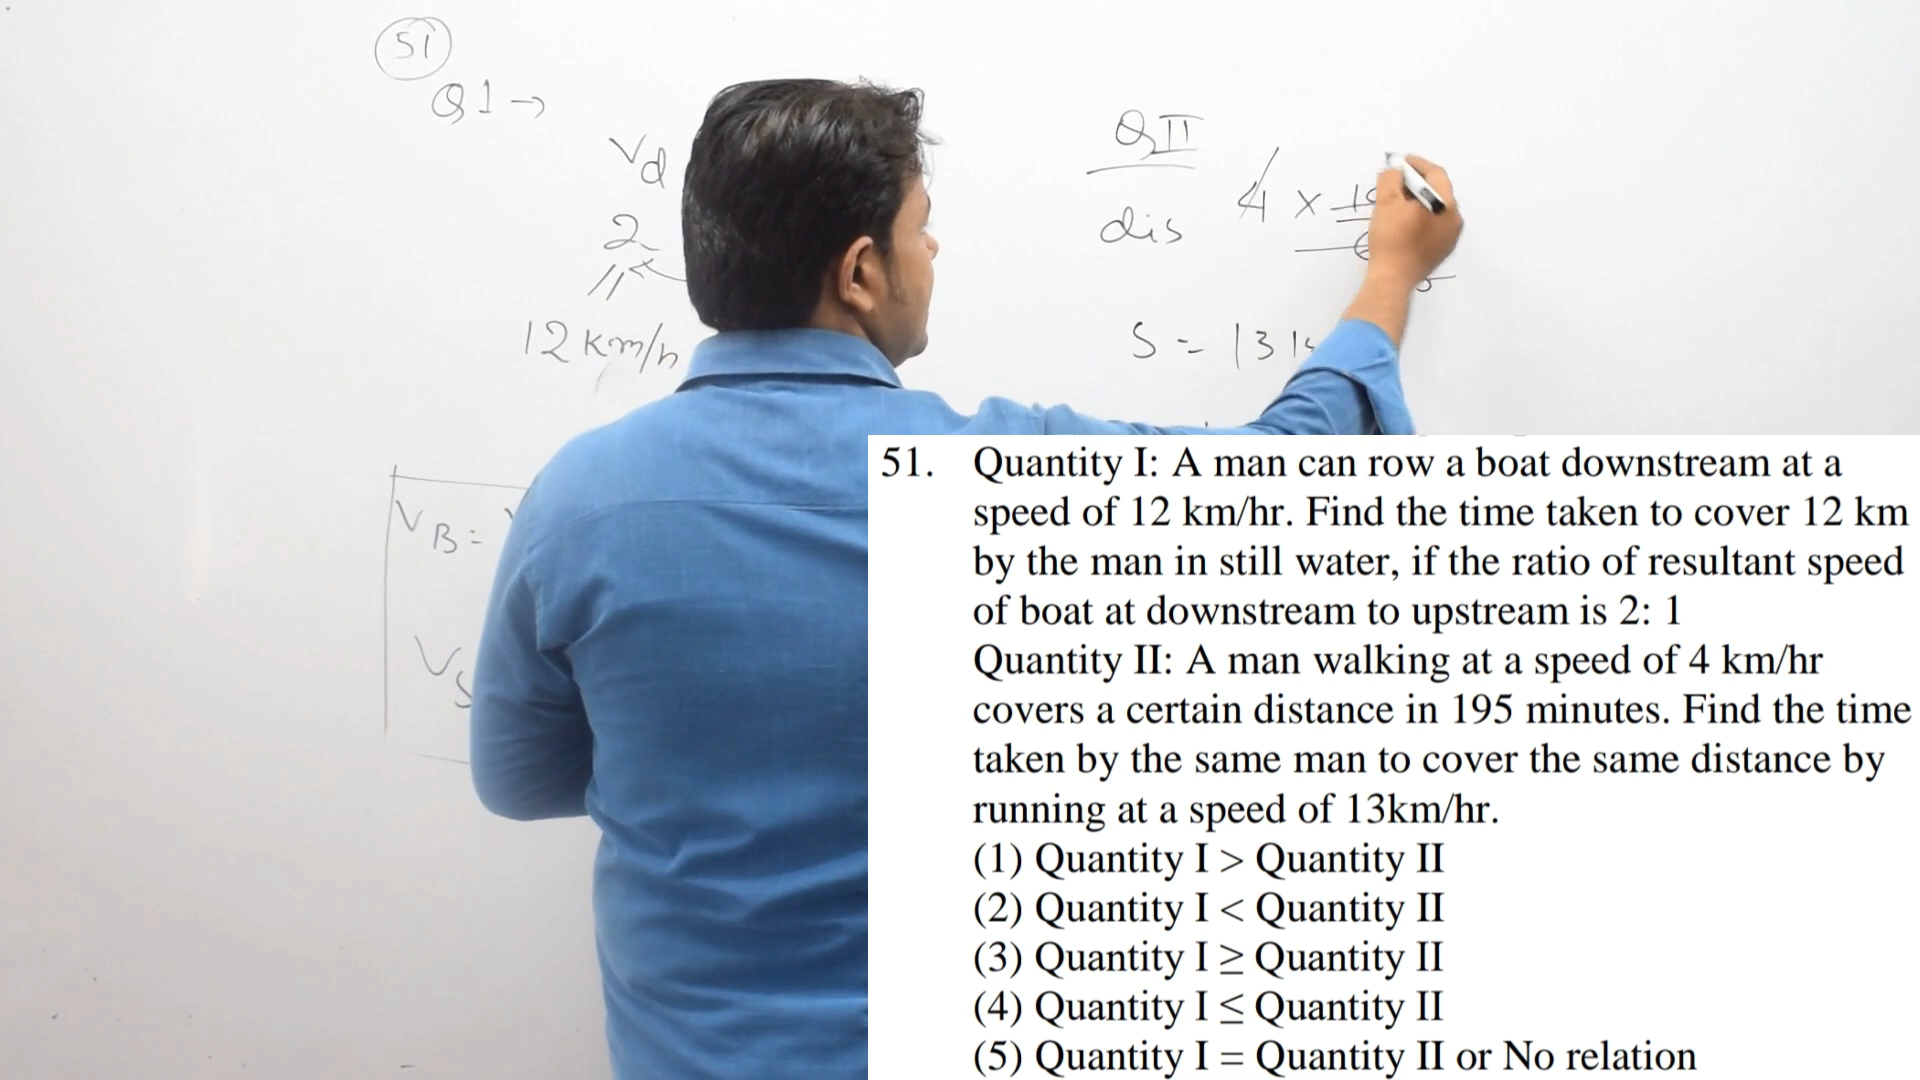 51
Q1→
Vd
2
12 km/h
VB=
Vs
QII
dis 4 ×
S = 13
51. Quantity I: A man can row a boat downstream at a
speed of 12 km/hr. Find the time taken to cover 12 km
by the man in still water, if the ratio of resultant speed
of boat at downstream to upstream is 2: 1
Quantity II: A man walking at a speed of 4 km/hr
covers a certain distance in 195 minutes. Find the time
taken by the same man to cover the same distance by
running at a speed of 13km/hr.
(1) Quantity I > Quantity II
(2) Quantity I < Quantity II
(3) Quantity I ≥ Quantity II
(4) Quantity I ≤ Quantity II
(5) Quantity I = Quantity II or No relation